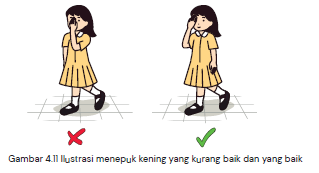 Gambar 4.11 Ilustrasi menepuk kening yang kurang baik dan yang baik